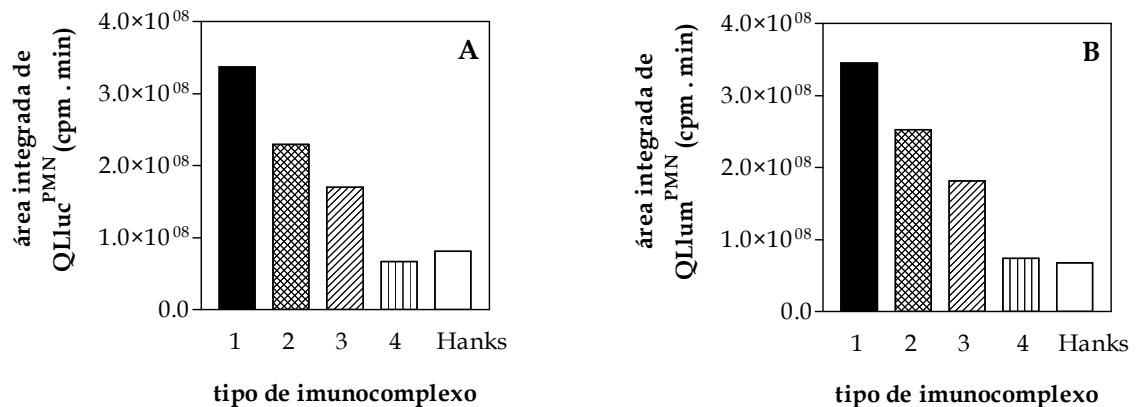 A
área integrada de
QLluc^PMN (cpm . min)
4.0×10^08
3.0×10^08
2.0×10^08
1.0×10^08
0.0
1 2 3 4 Hanks
tipo de imunocomplexo
B
área integrada de
QLlum^PMN (cpm . min)
4.0×10^08
3.0×10^08
2.0×10^08
1.0×10^08
0.0
1 2 3 4 Hanks
tipo de imunocomplexo